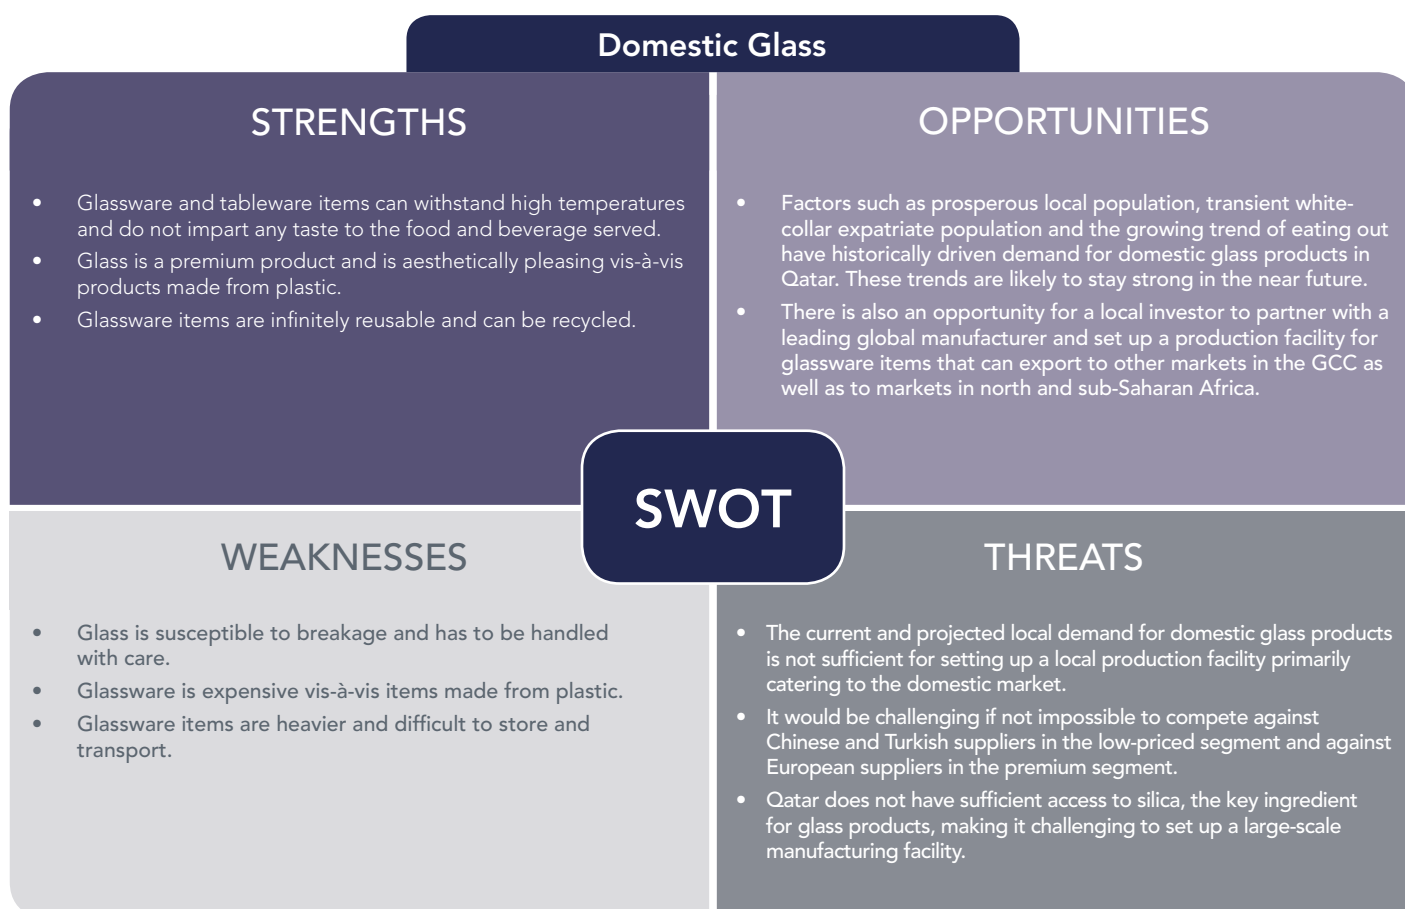 Domestic Glass
STRENGTHS
• Glassware and tableware items can withstand high temperatures
and do not impart any taste to the food and beverage served.
• Glass is a premium product and is aesthetically pleasing vis-à-vis
products made from plastic.
• Glassware items are infinitely reusable and can be recycled.
OPPORTUNITIES
• Factors such as prosperous local population, transient white-
collar expatriate population and the growing trend of eating out
have historically driven demand for domestic glass products in
Qatar. These trends are likely to stay strong in the near future.
• There is also an opportunity for a local investor to partner with a
leading global manufacturer and set up a production facility for
glassware items that can export to other markets in the GCC as
well as to markets in north and sub-Saharan Africa.
SWOT
WEAKNESSES
• Glass is susceptible to breakage and has to be handled
with care.
• Glassware is expensive vis-à-vis items made from plastic.
• Glassware items are heavier and difficult to store and
transport.
THREATS
• The current and projected local demand for domestic glass products
is not sufficient for setting up a local production facility primarily
catering to the domestic market.
• It would be challenging if not impossible to compete against
Chinese and Turkish suppliers in the low-priced segment and against
European suppliers in the premium segment.
• Qatar does not have sufficient access to silica, the key ingredient
for glass products, making it challenging to set up a large-scale
manufacturing facility.